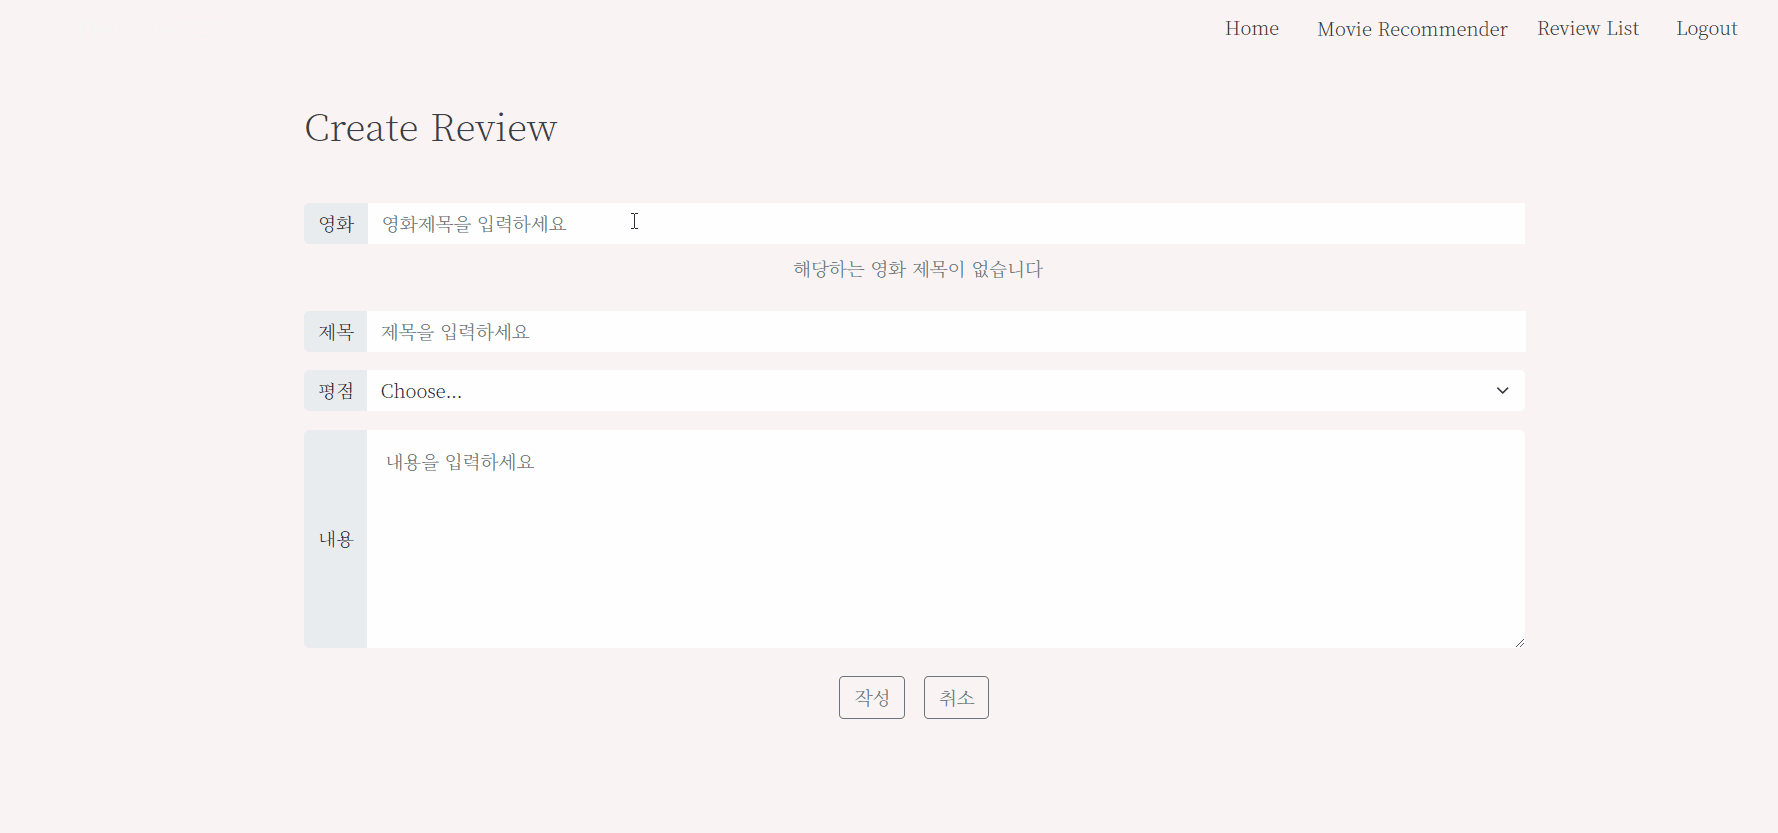 Home Movie Recommender Review List Logout
Create Review
영화 영화제목을 입력하세요
해당하는 영화 제목이 없습니다
제목 제목을 입력하세요
평점 Choose...
내용을 입력하세요
내용
작성 취소